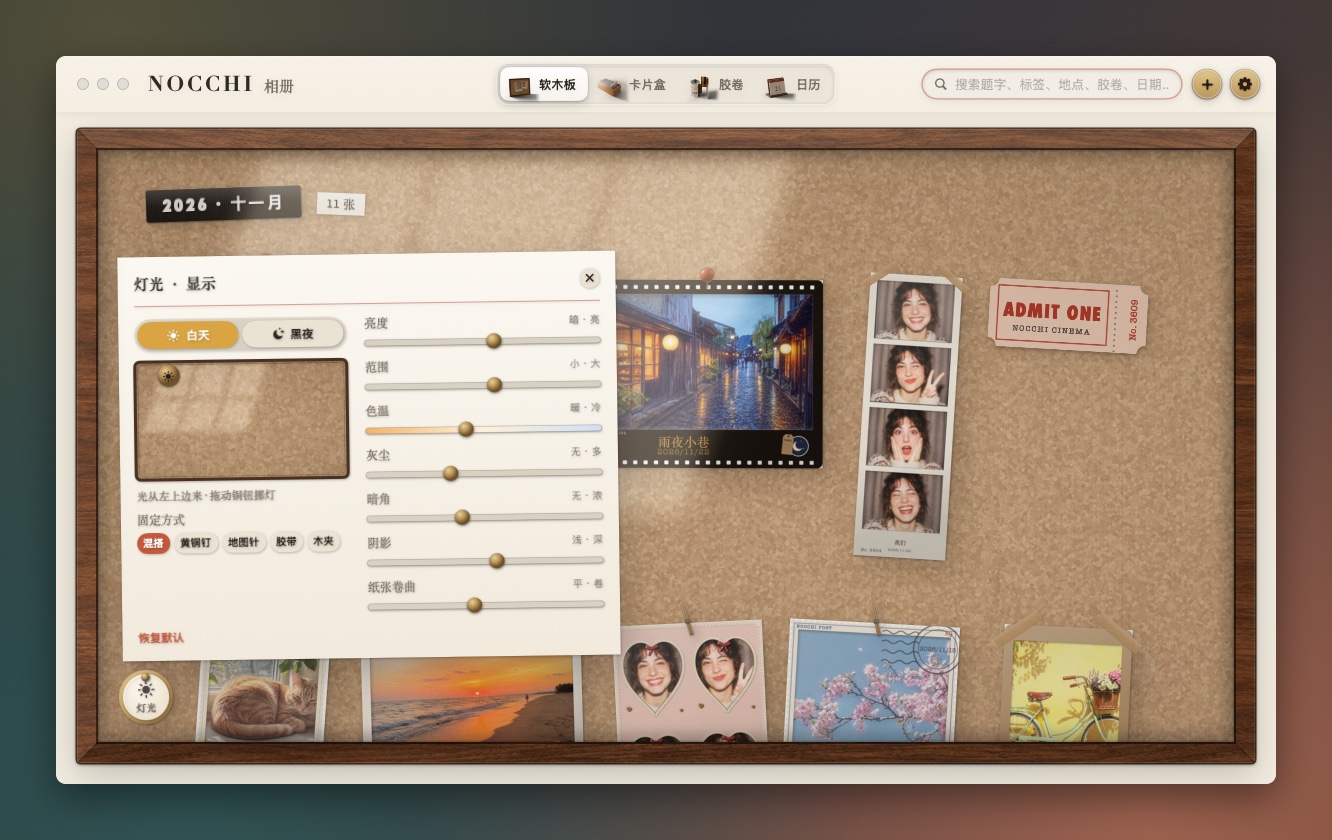 NOCCHI 相册
软木板
卡片盒
胶卷
日历
搜索题字、标签、地点、胶卷、日期..
2026 · 十一月
11 张
灯光 · 显示
白天
黑夜
光从左上边来·拖动铜钮挪灯
固定方式
混搭
黄铜钉
地图针
胶带
木夹
恢复默认
亮度
暗 · 亮
范围
小 · 大
色温
暖 · 冷
灰尘
无 · 多
暗角
无 · 浓
阴影
浅 · 深
纸张卷曲
平 · 卷
雨夜小巷
2026/11/22
我们
ADMIT ONE
NOCCHI CINEMA
No. 3609
灯光
NOCCHI POST